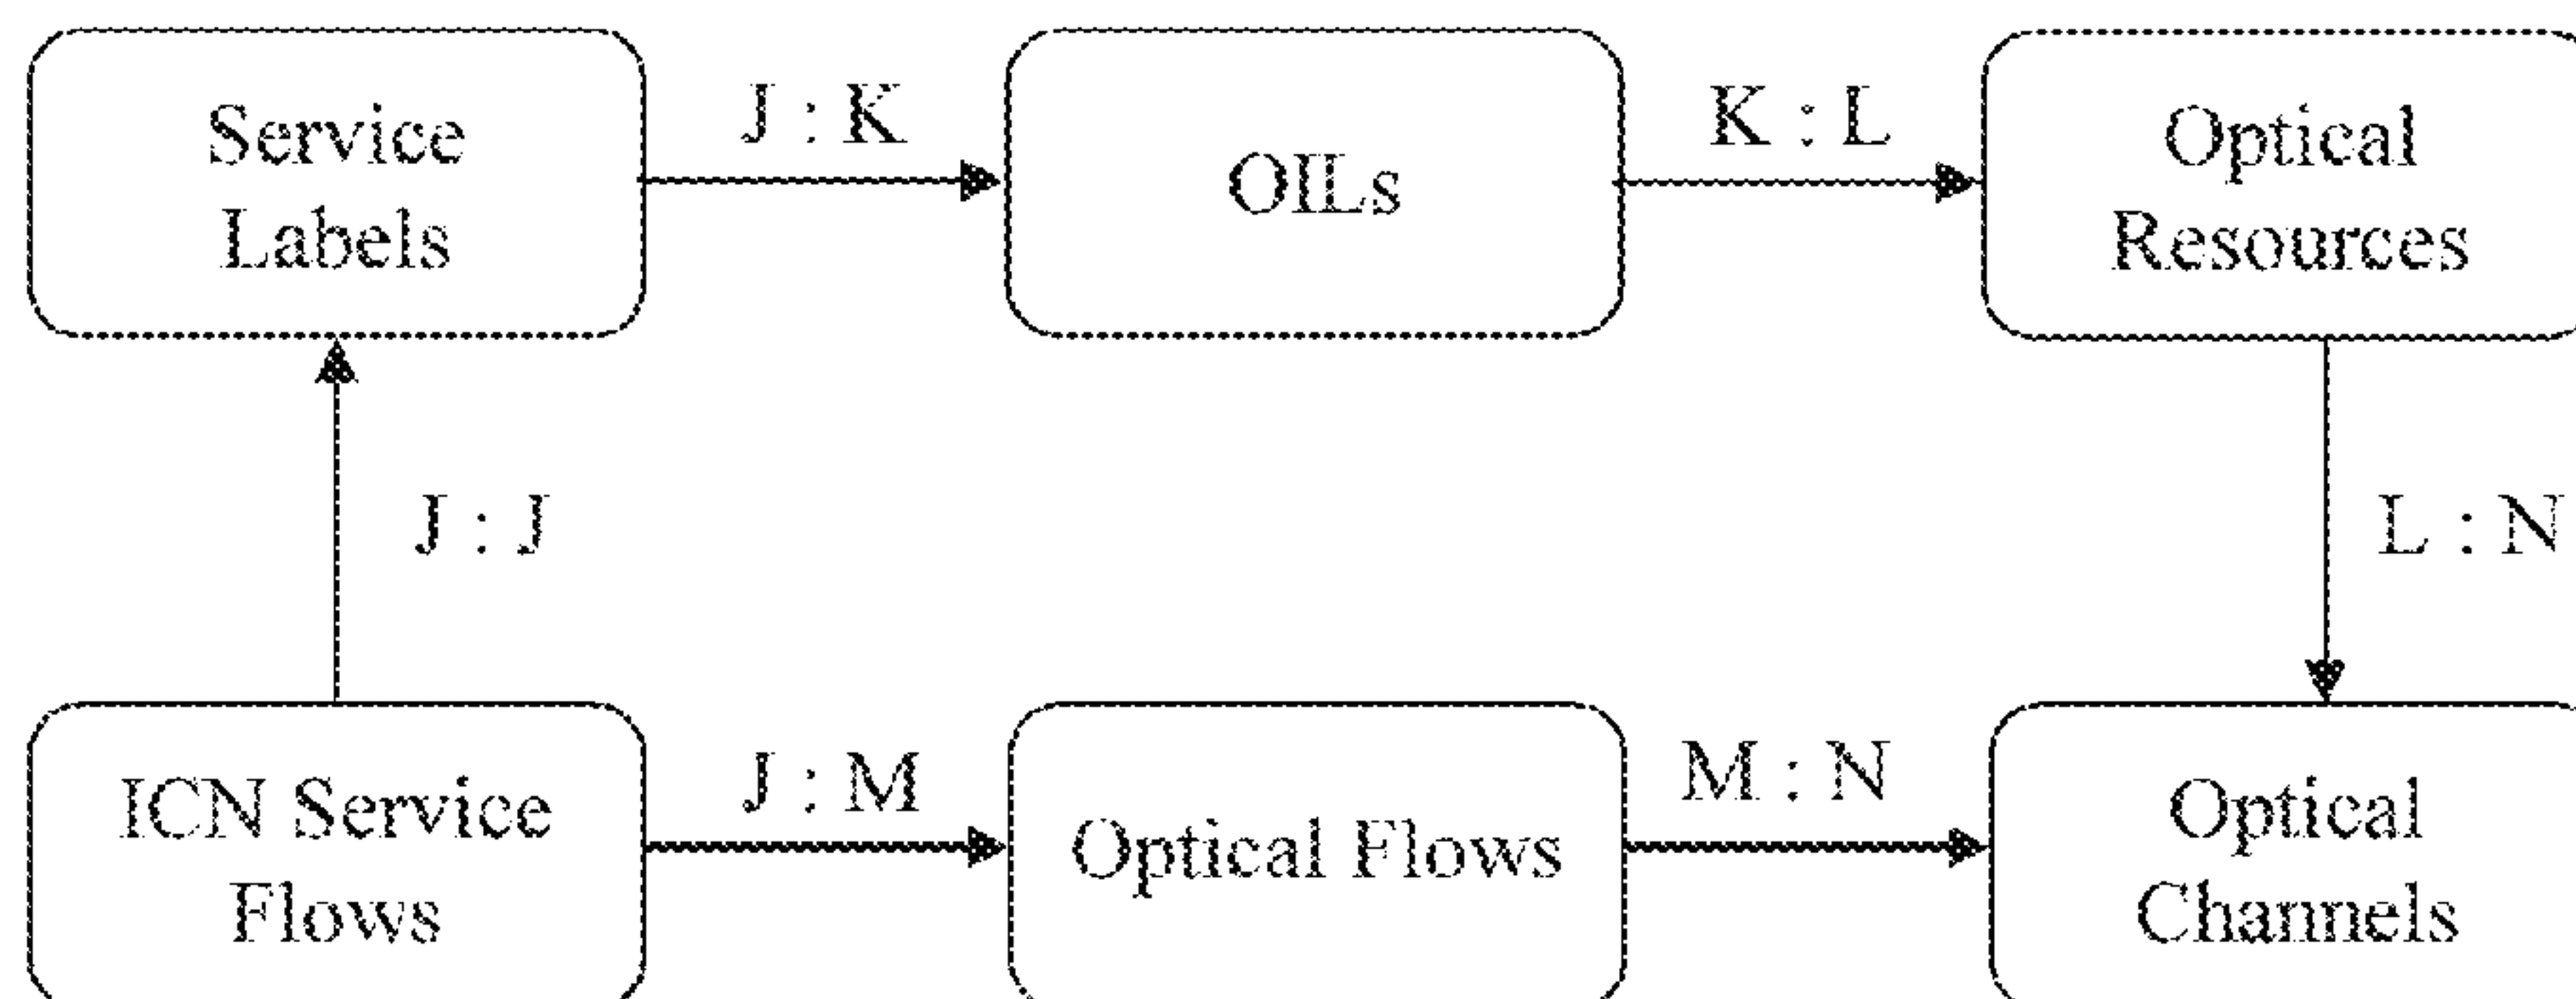 Service
Labels
J : K
OILs
K : L
Optical
Resources
J : J
L : N
ICN Service
Flows
J : M
Optical Flows
M : N
Optical
Channels